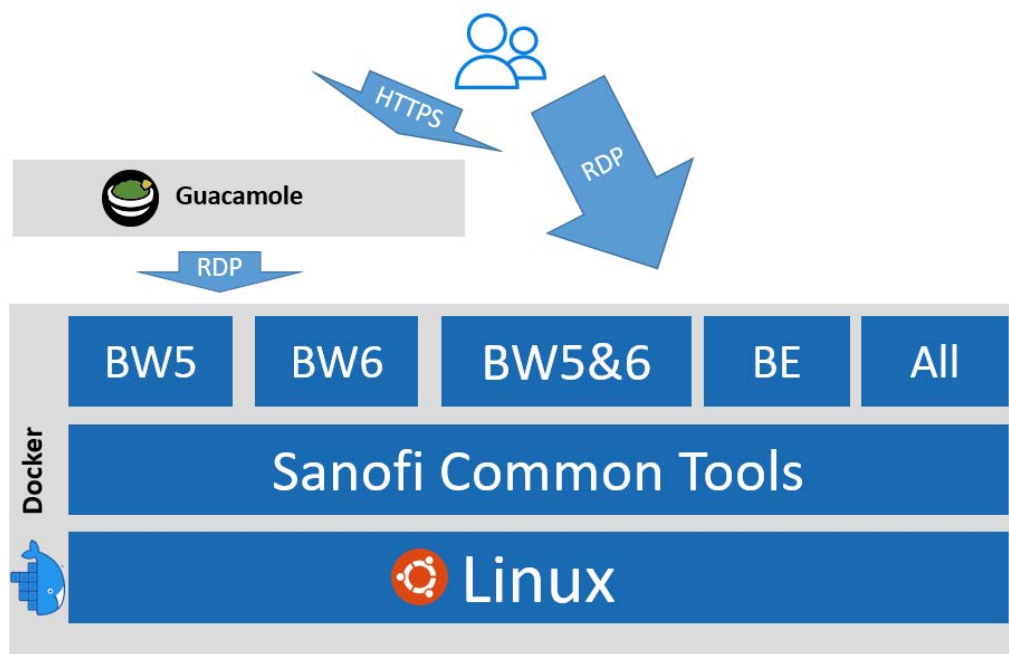 HTTPS
RDP
Guacamole
RDP
BW5
BW6
BW5&6
BE
All
Docker
Sanofi Common Tools
Linux